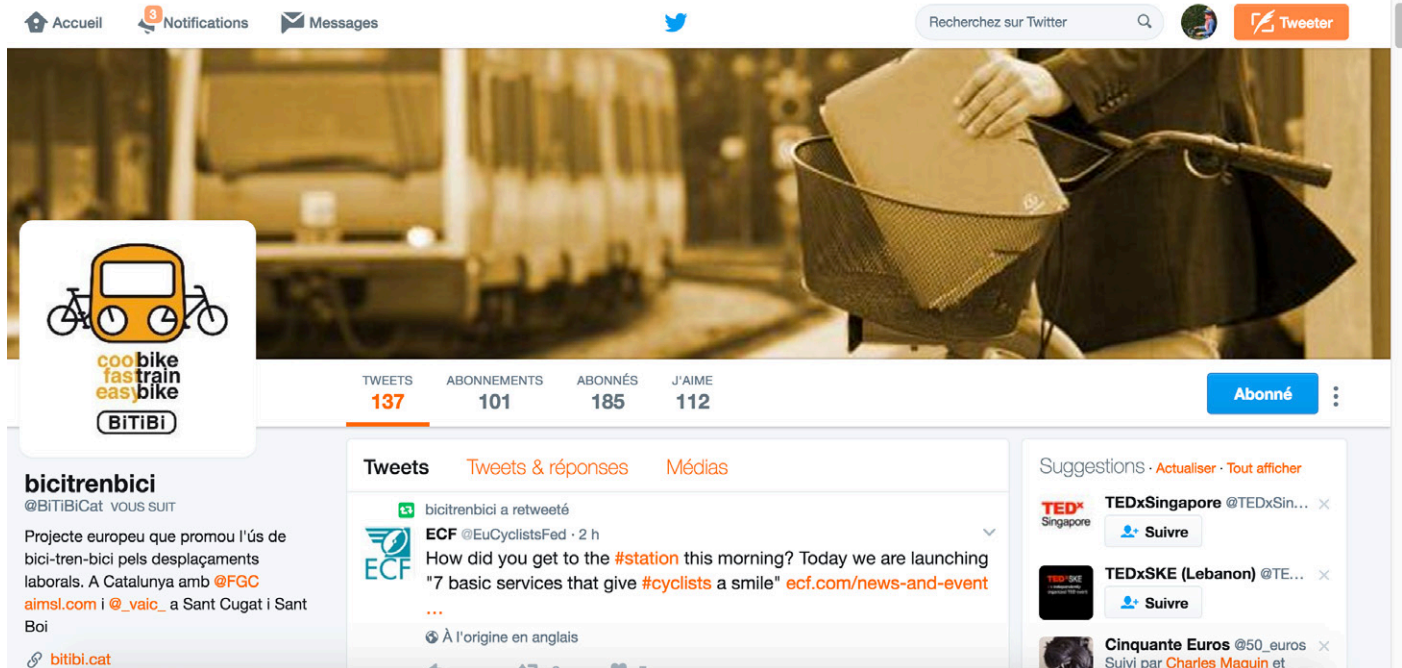 Accueil
3
Notifications
Messages
Recherchez sur Twitter
Tweeter
coolbike
fastrain
easybike
BiTiBi
TWEETS
137
ABONNEMENTS
101
ABONNÉS
185
J'AIME
112
Abonné
bicitrenbici
@BiTiBiCat VOUS SUIT
Projecte europeu que promou l'ús de
bici-tren-bici pels desplaçaments
laborals. A Catalunya amb @FGC
aimsl.com i @_vaic_ a Sant Cugat i Sant
Boi
bitibi.cat
Tweets
Tweets & réponses
Médias
bicitrenbici a retweeté
ECF @EuCyclistsFed · 2 h
ECF
How did you get to the #station this morning? Today we are launching
"7 basic services that give #cyclists a smile" ecf.com/news-and-event
...
À l'origine en anglais
Suggestions · Actualiser · Tout afficher
TEDx
Singapore
TEDxSingapore @TEDxSin...
Suivre
TEDxSKE
TEDxSKE (Lebanon) @TE...
Suivre
Cinquante Euros @50_euros
Suivi par Charles Maguin et